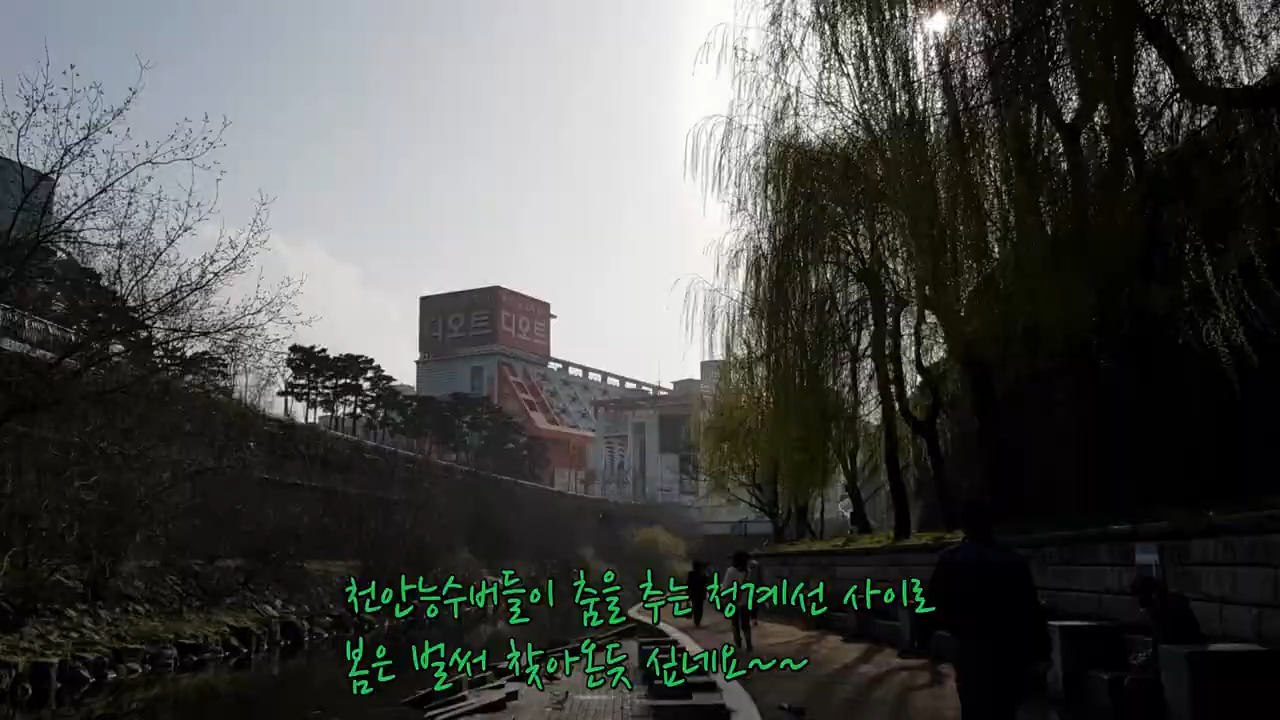 디오트 디오트
천안능수버들이 춤을 추는 청계선 사이로
봄은 벌써 찾아온듯 싶네요~~